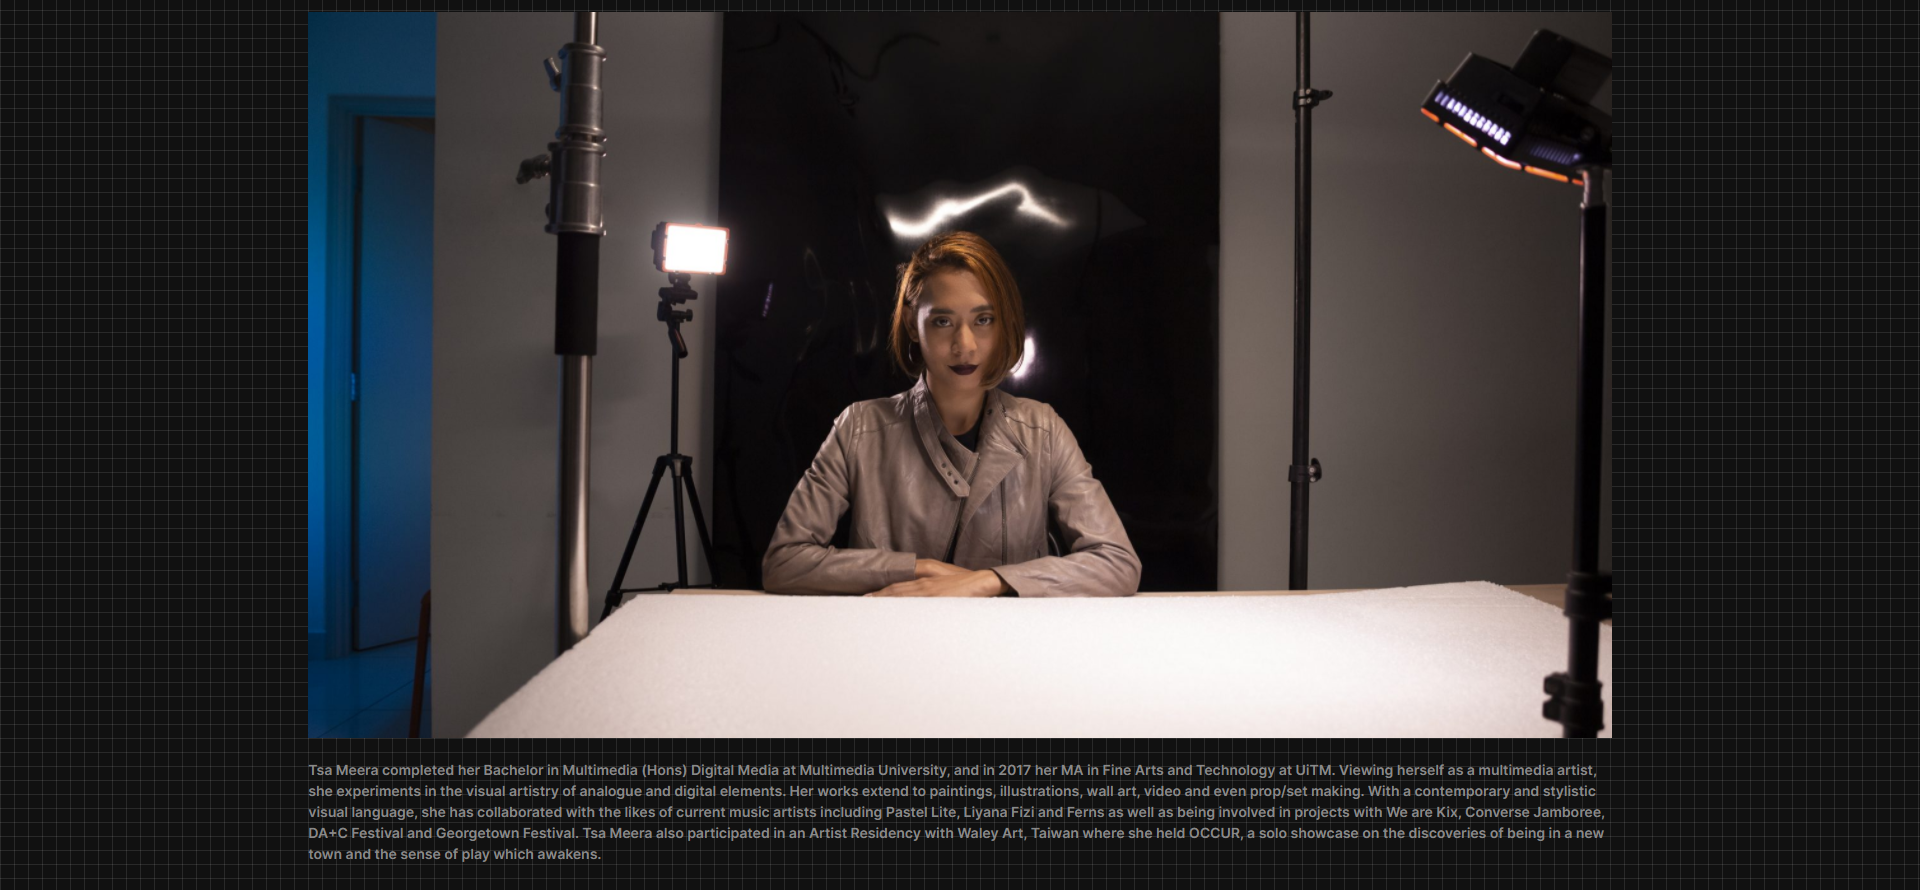 Tsa Meera completed her Bachelor in Multimedia (Hons) Digital Media at Multimedia University, and in 2017 her MA in Fine Arts and Technology at UiTM. Viewing herself as a multimedia artist,
she experiments in the visual artistry of analogue and digital elements. Her works extend to paintings, illustrations, wall art, video and even prop/set making. With a contemporary and stylistic
visual language, she has collaborated with the likes of current music artists including Pastel Lite, Liyana Fizi and Ferns as well as being involved in projects with We are Kix, Converse Jamboree,
DA+C Festival and Georgetown Festival. Tsa Meera also participated in an Artist Residency with Waley Art, Taiwan where she held OCCUR, a solo showcase on the discoveries of being in a new
town and the sense of play which awakens.